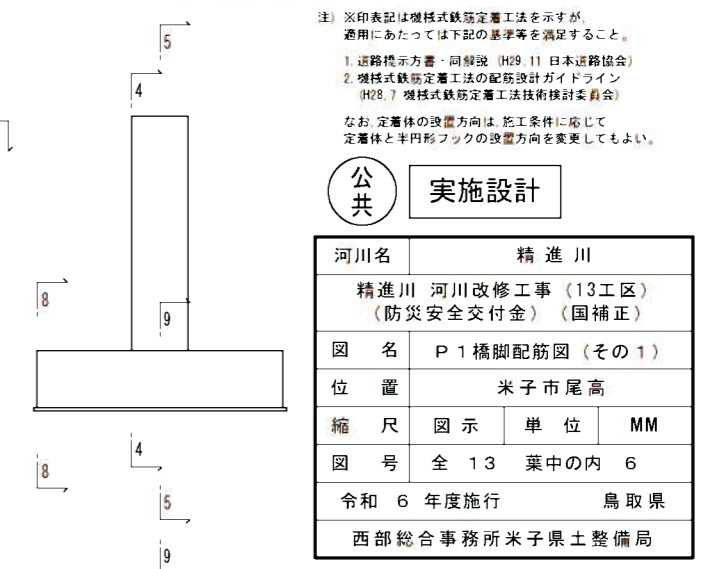 注）※印表記は機械式鉄筋定着工法を示すが、
適用にあたっては下記の基準等を満足すること。
1. 道路橋示方書・同解説（H29.11 日本道路協会）
2. 機械式鉄筋定着工法の配筋設計ガイドライン
（H28.7 機械式鉄筋定着工法技術検討委員会）
なお、定着体の設置方向は、施工条件に応じて
定着体と半円形フックの設置方向を変更してもよい。
5
4
8
9
4
8
5
9
公共
実施設計
河川名 精進川
精進川 河川改修工事（13工区）
（防災安全交付金）（国補正）
図名 P1橋脚配筋図（その1）
位置 米子市尾高
縮尺 図示 単位 MM
図号 全 13 葉中の内 6
令和 6 年度施行 鳥取県
西部総合事務所米子県土整備局